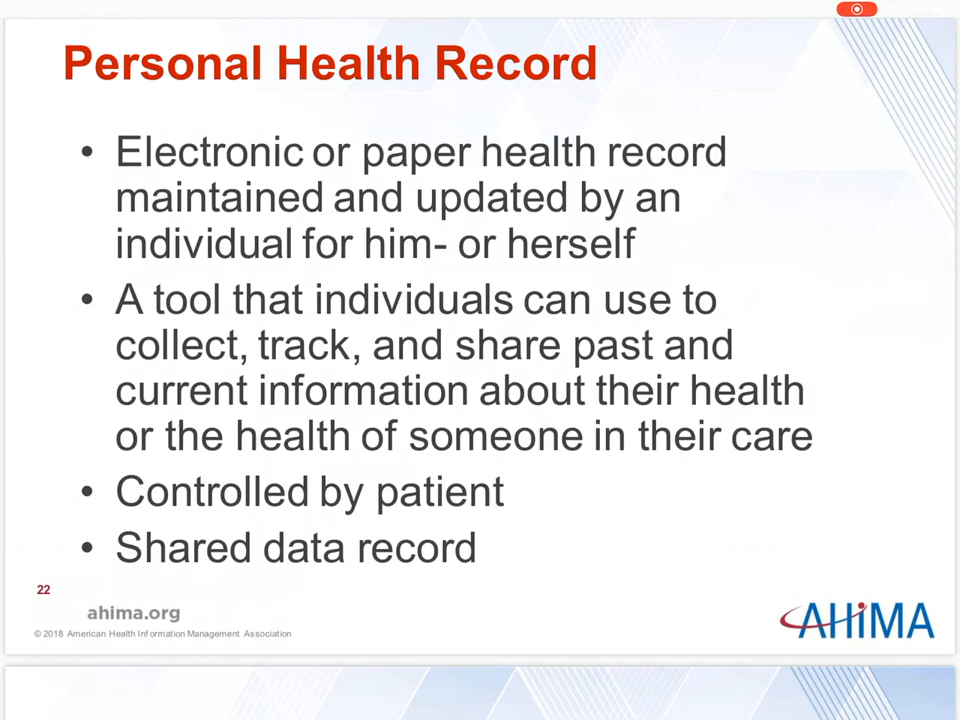 Personal Health Record
• Electronic or paper health record
maintained and updated by an
individual for him- or herself
• A tool that individuals can use to
collect, track, and share past and
current information about their health
or the health of someone in their care
• Controlled by patient
• Shared data record
22
ahima.org
© 2018 American Health Information Management Association
AHiMA